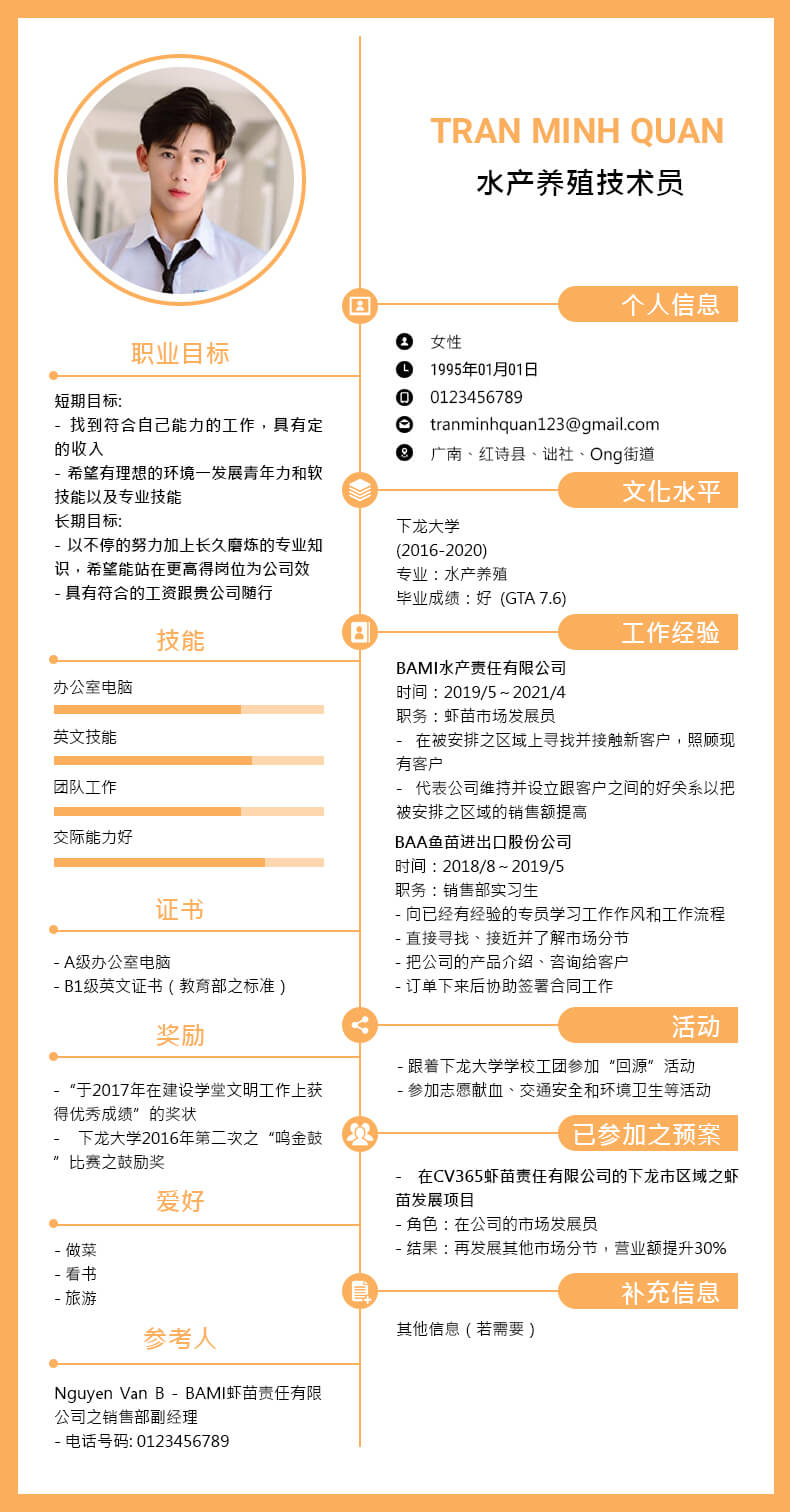 TRAN MINH QUAN
水产养殖技术员
职业目标
短期目标:
- 找到符合自己能力的工作，具有定
的收入
- 希望有理想的环境一发展青年力和软
技能以及专业技能
长期目标:
- 以不停的努力加上长久磨炼的专业知
识，希望能站在更高得岗位为公司效
- 具有符合的工资跟贵公司随行
技能
办公室电脑
英文技能
团队工作
交际能力好
证书
- A级办公室电脑
- B1级英文证书（教育部之标准）
奖励
- “于2017年在建设学堂文明工作上获
得优秀成绩”的奖状
- 下龙大学2016年第二次之“鸣金鼓
”比赛之鼓励奖
爱好
- 做菜
- 看书
- 旅游
参考人
Nguyen Van B - BAMI虾苗责任有限
公司之销售部副经理
- 电话号码: 0123456789
个人信息
女性
1995年01月01日
0123456789
tranminhquan123@gmail.com
广南、红诗县、诎社、Ong街道
文化水平
下龙大学
(2016-2020)
专业：水产养殖
毕业成绩：好 (GTA 7.6)
工作经验
BAMI水产责任有限公司
时间：2019/5～2021/4
职务：虾苗市场发展员
- 在被安排之区域上寻找并接触新客户，照顾现
有客户
- 代表公司维持并设立跟客户之间的好关系以把
被安排之区域的销售额提高
BAA鱼苗进出口股份公司
时间：2018/8～2019/5
职务：销售部实习生
- 向已经有经验的专员学习工作作风和工作流程
- 直接寻找、接近并了解市场分节
- 把公司的产品介绍、咨询给客户
- 订单下来后协助签署合同工作
活动
- 跟着下龙大学学校工团参加“回源”活动
- 参加志愿献血、交通安全和环境卫生等活动
已参加之预案
- 在CV365虾苗责任有限公司的下龙市区域之虾
苗发展项目
- 角色：在公司的市场发展员
- 结果：再发展其他市场分节，营业额提升30%
补充信息
其他信息（若需要）